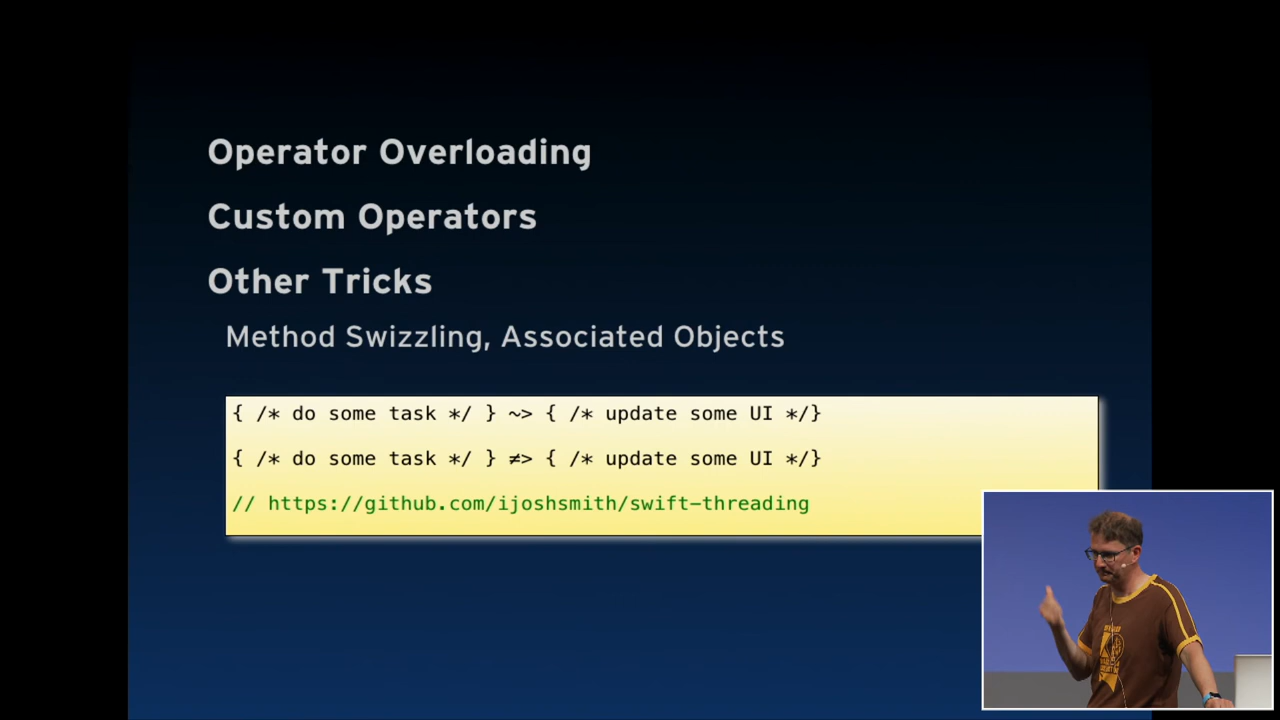 Operator Overloading
Custom Operators
Other Tricks
Method Swizzling, Associated Objects
{ /* do some task */ } ~> { /* update some UI */}
{ /* do some task */ } ≠> { /* update some UI */}
// https://github.com/ijoshsmith/swift-threading